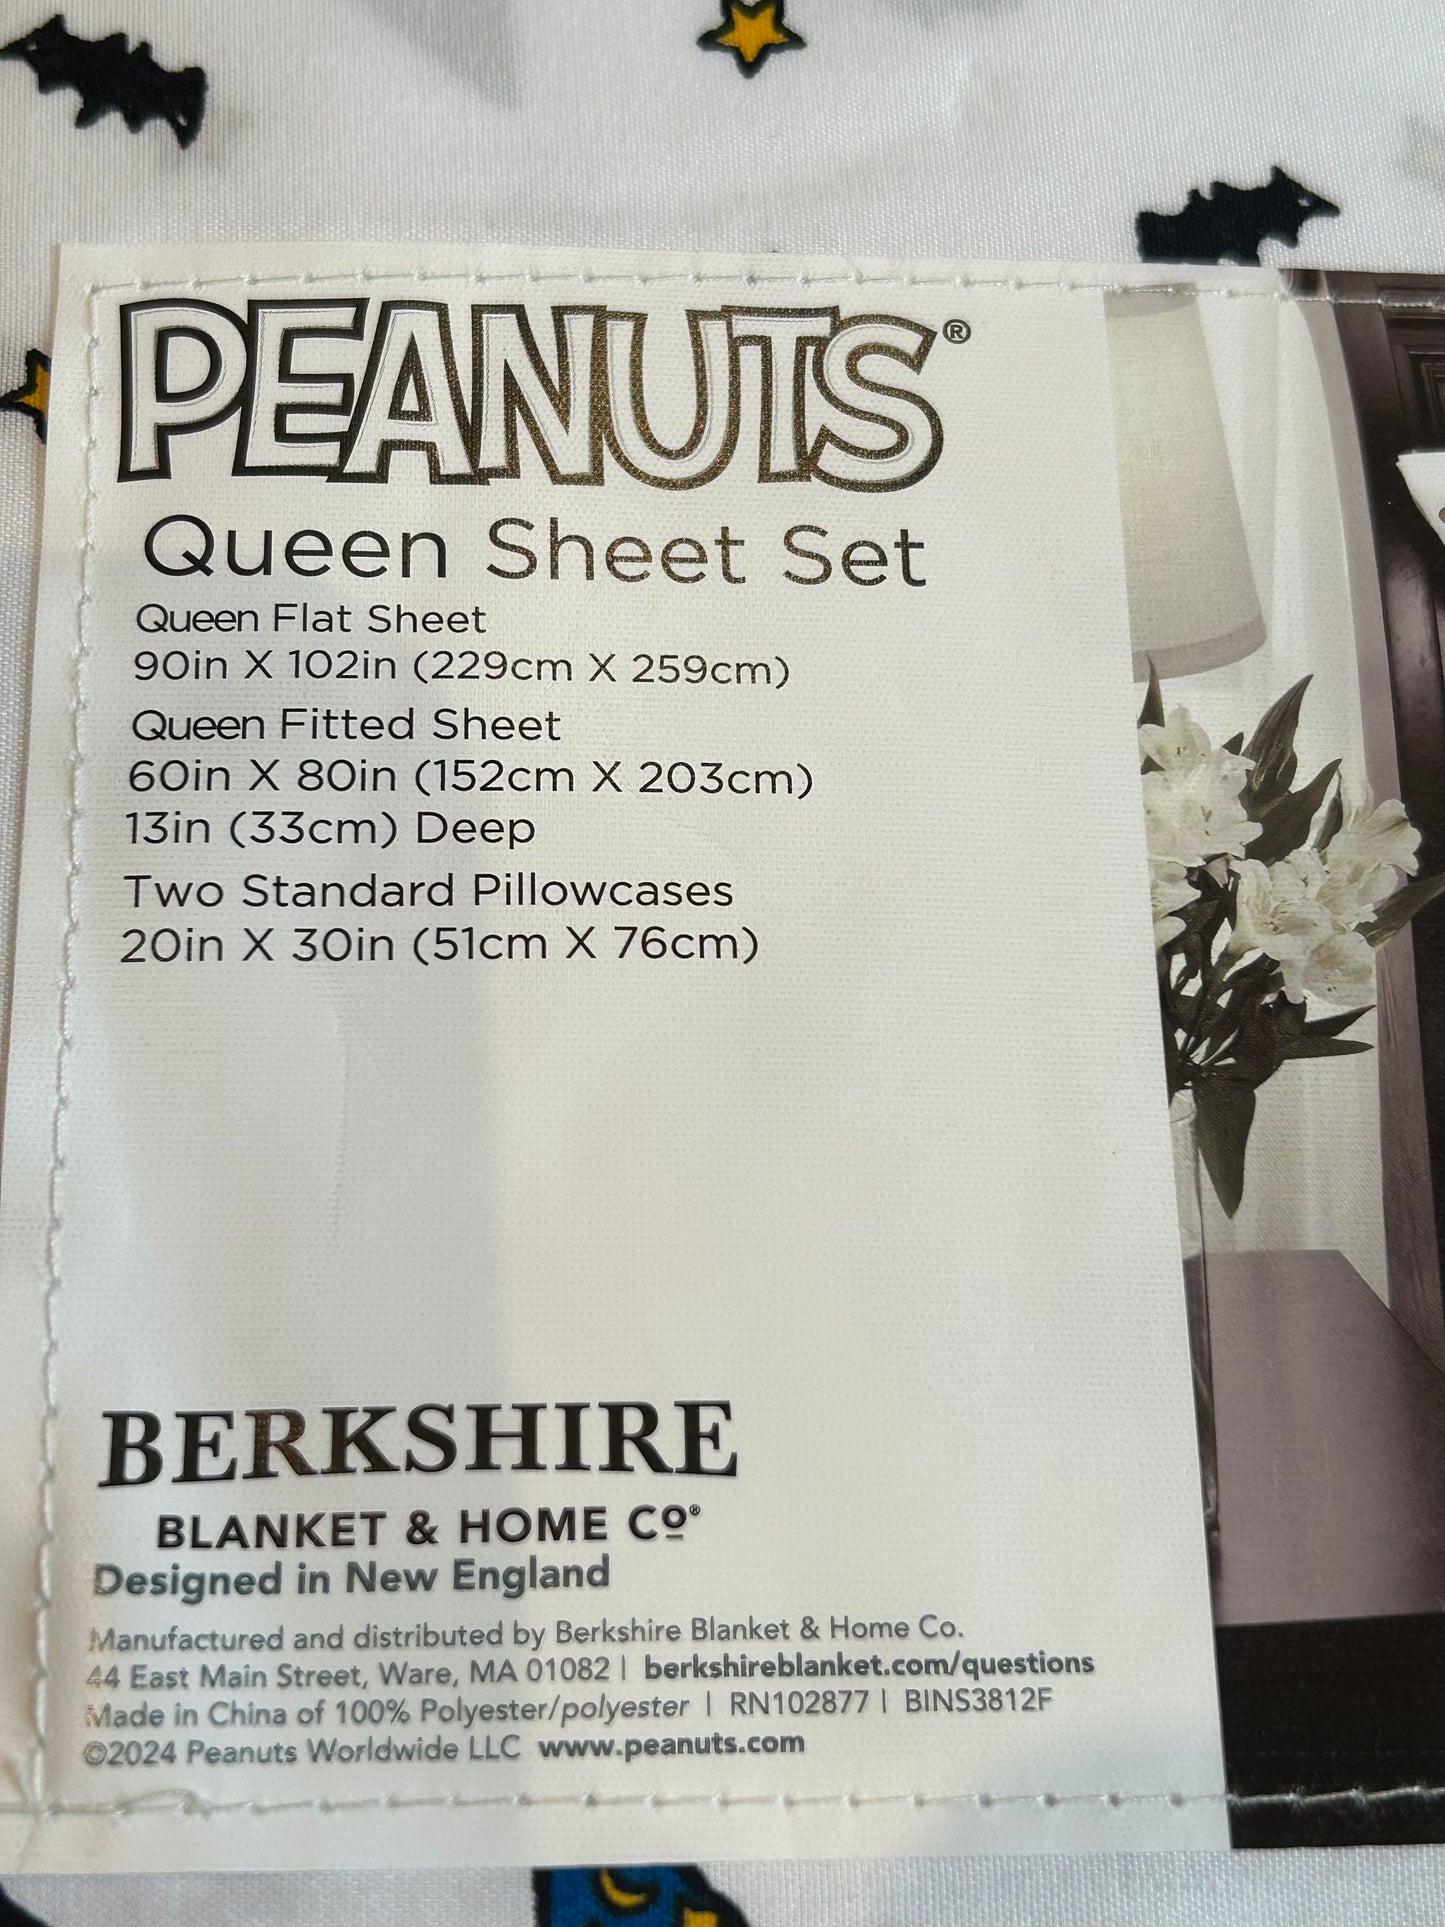 PEANUTS®
Queen Sheet Set
Queen Flat Sheet
90in X 102in (229cm X 259cm)
Queen Fitted Sheet
60in X 80in (152cm X 203cm)
13in (33cm) Deep
Two Standard Pillowcases
20in X 30in (51cm X 76cm)
BERKSHIRE
BLANKET & HOME Cº®
Designed in New England
Manufactured and distributed by Berkshire Blanket & Home Co.
44 East Main Street, Ware, MA 01082 | berkshireblanket.com/questions
Made in China of 100% Polyester/polyester | RN102877 | BINS3812F
©2024 Peanuts Worldwide LLC www.peanuts.com